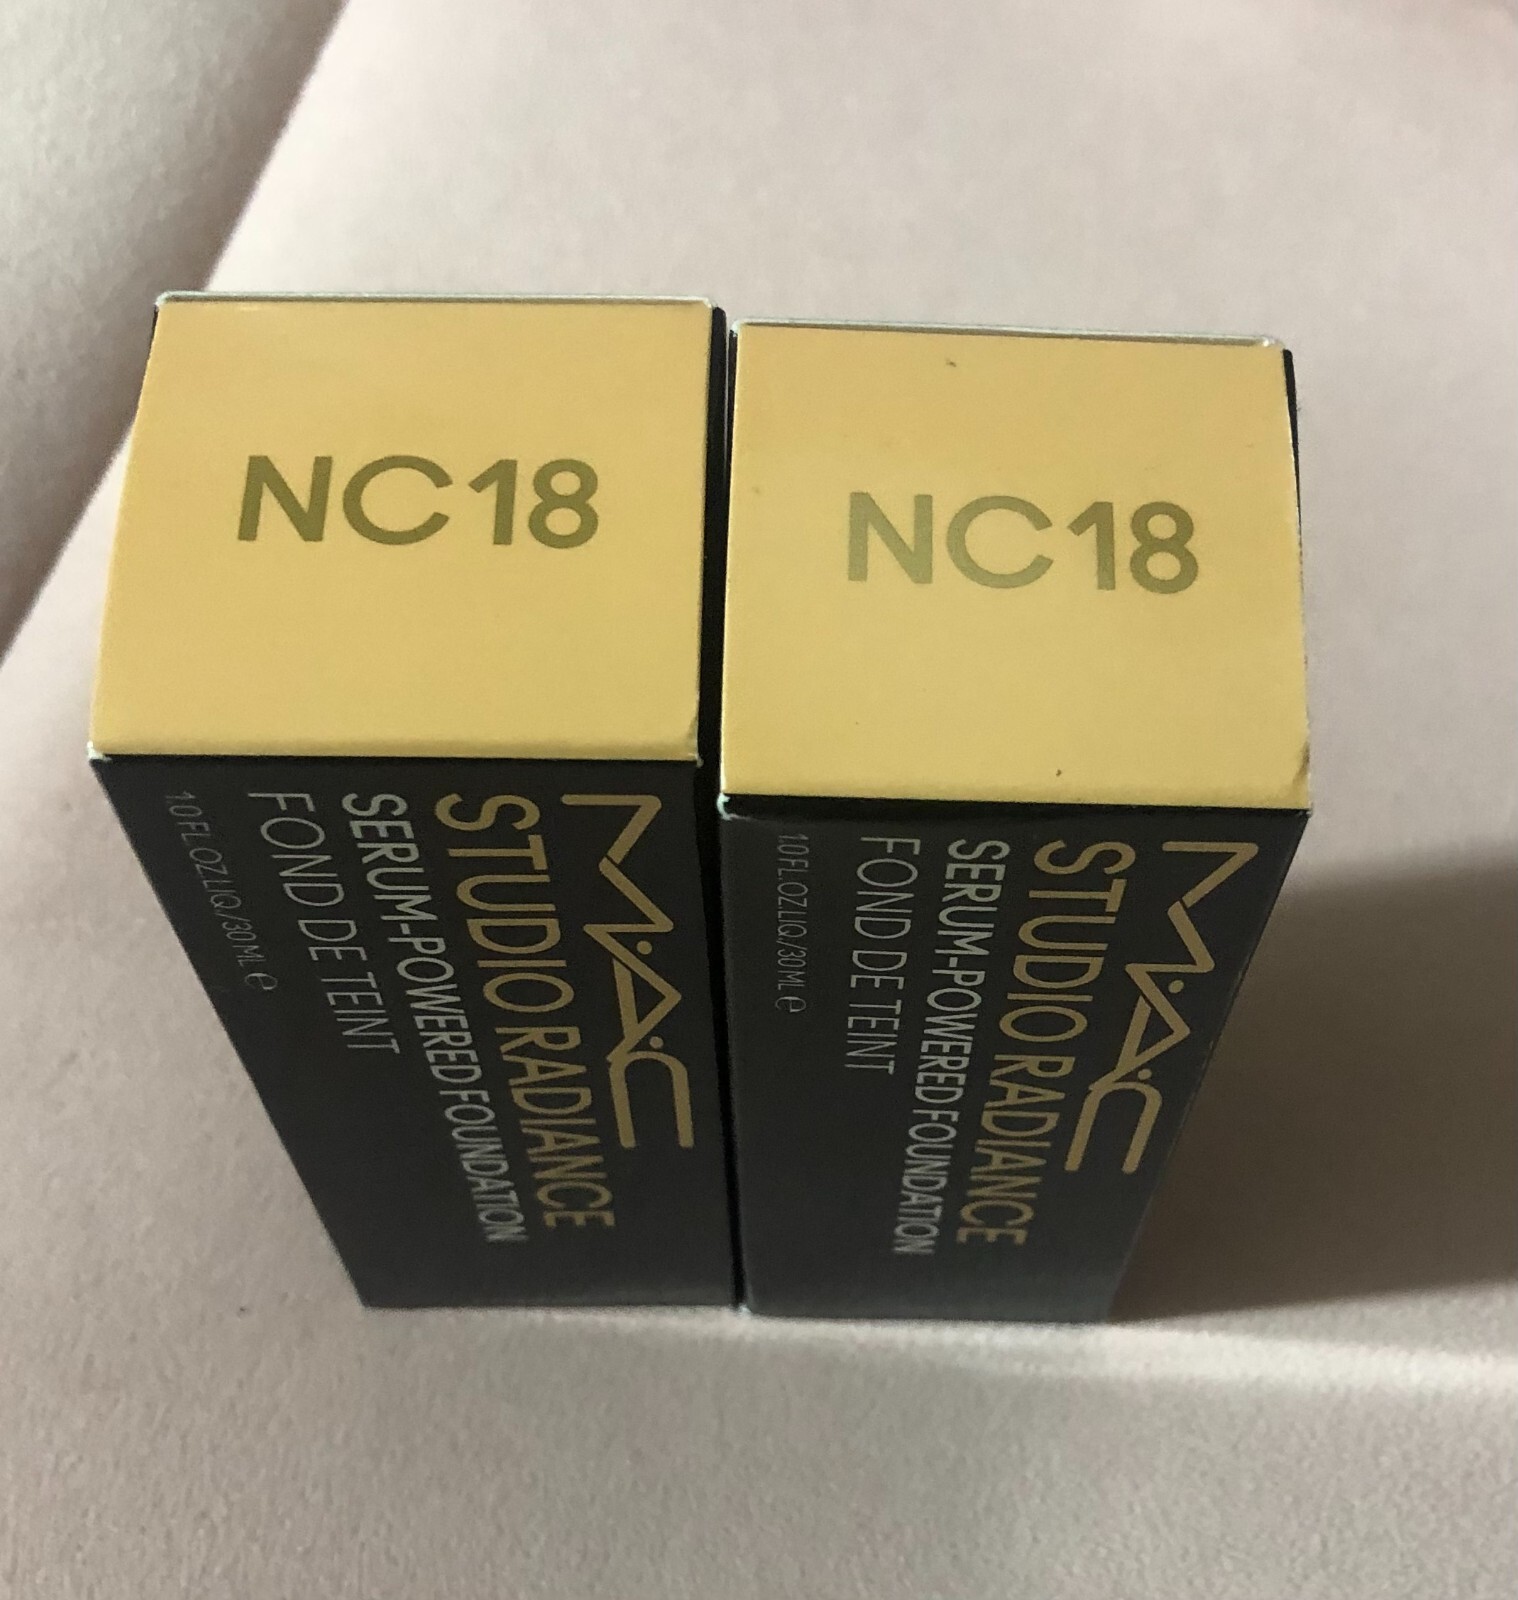 NC18
M·A·C
STUDIO RADIANCE
SERUM-POWERED FOUNDATION
FOND DE TEINT
1.0 FL.OZ.LIQ./30 ML ℮
NC18
M·A·C
STUDIO RADIANCE
SERUM-POWERED FOUNDATION
FOND DE TEINT
1.0 FL.OZ.LIQ./30 ML ℮